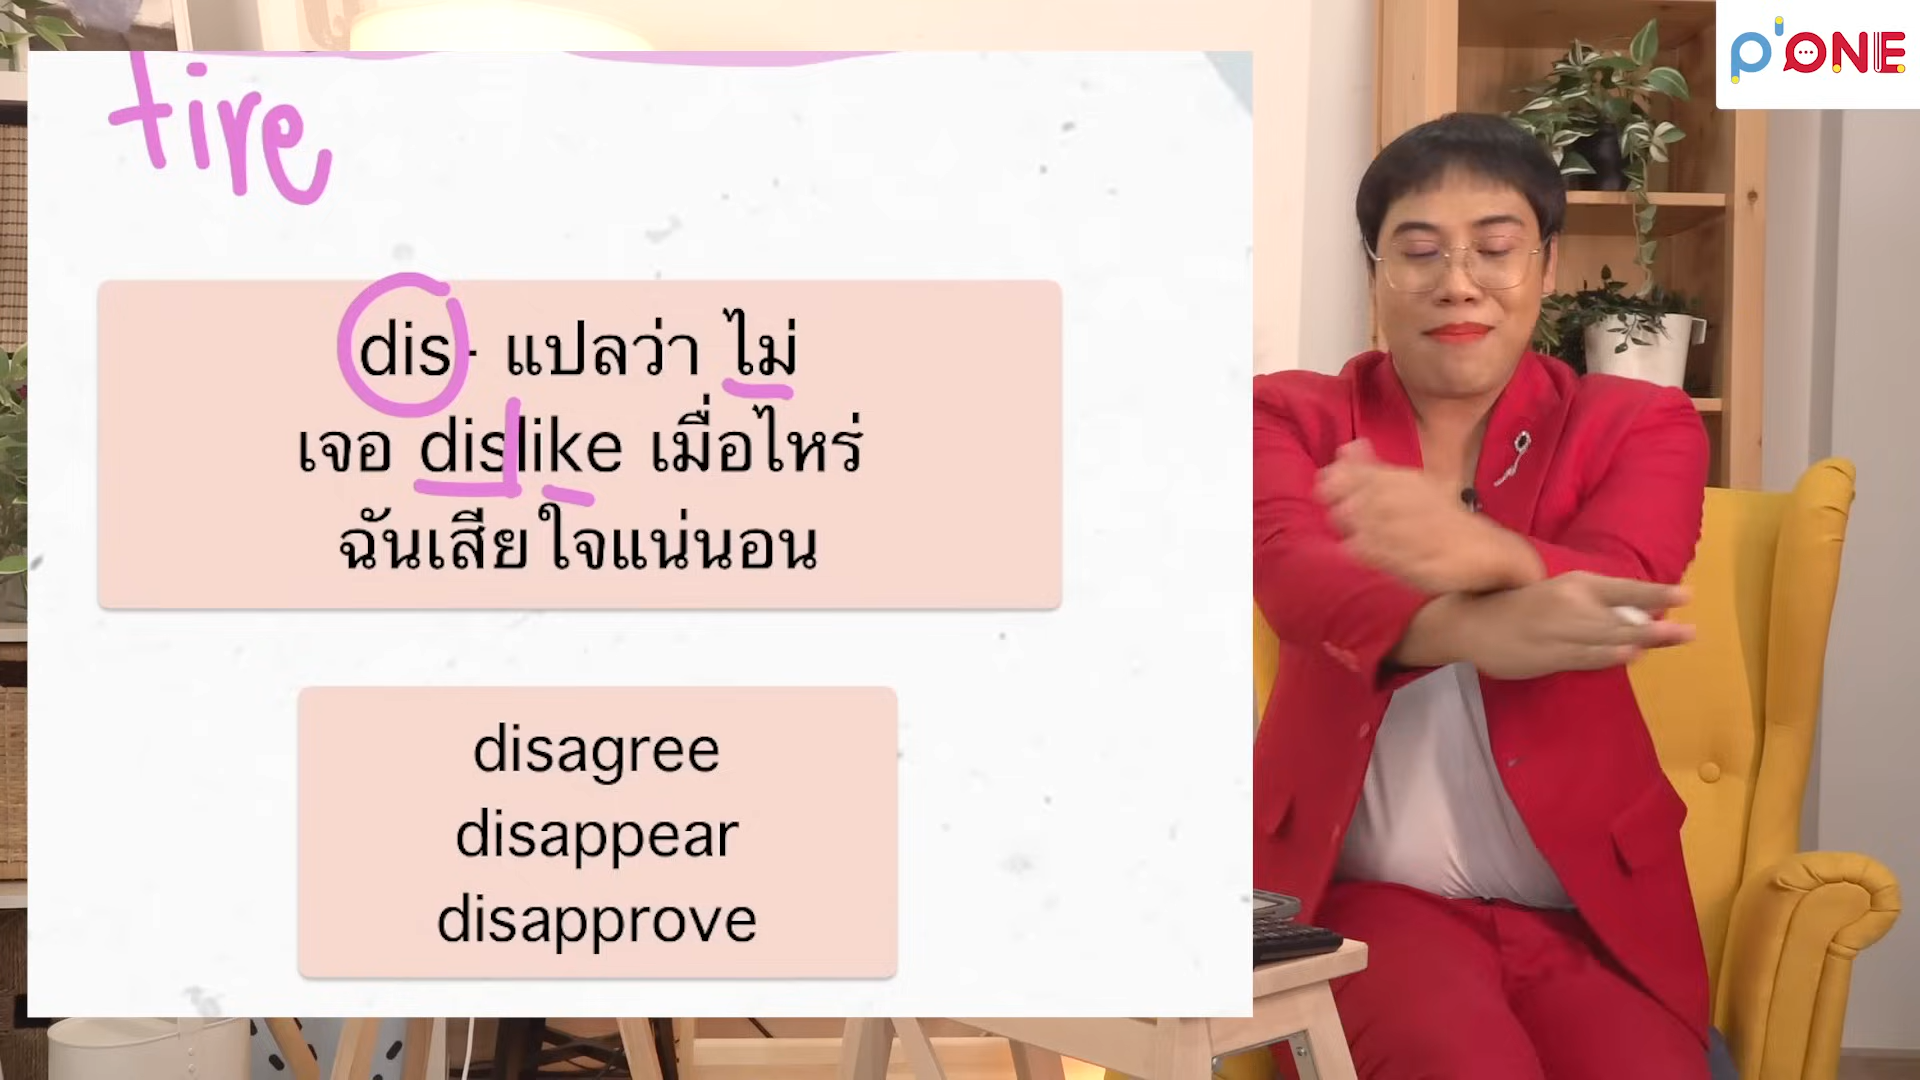 P'ONE
tire
dis- แปลว่า ไม่
เจอ dislike เมื่อไหร่
ฉันเสียใจแน่นอน
disagree
disappear
disapprove